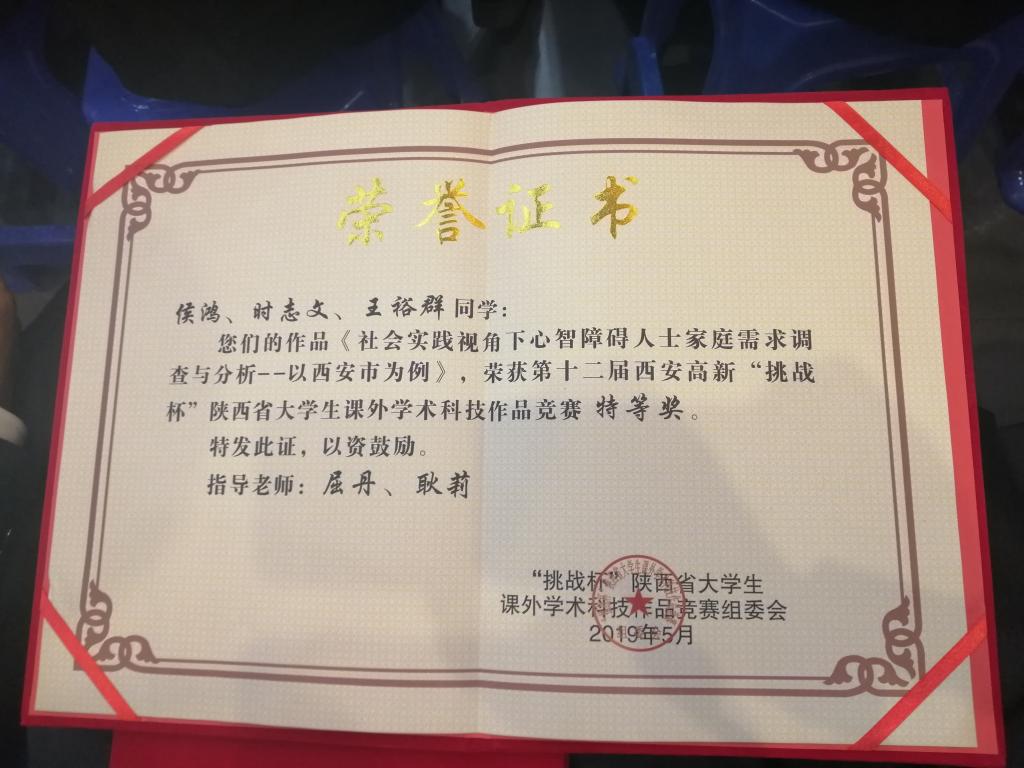 荣誉证书
侯鸿、时志文、王裕群同学：
您们的作品《社会实践视角下心智障碍人士家庭需求调
查与分析--以西安市为例》，荣获第十二届西安高新“挑战
杯”陕西省大学生课外学术科技作品竞赛 特等奖。
特发此证，以资鼓励。
指导老师：屈丹、耿莉
“挑战杯”陕西省大学生
课外学术科技作品竞赛组委会
2019年5月